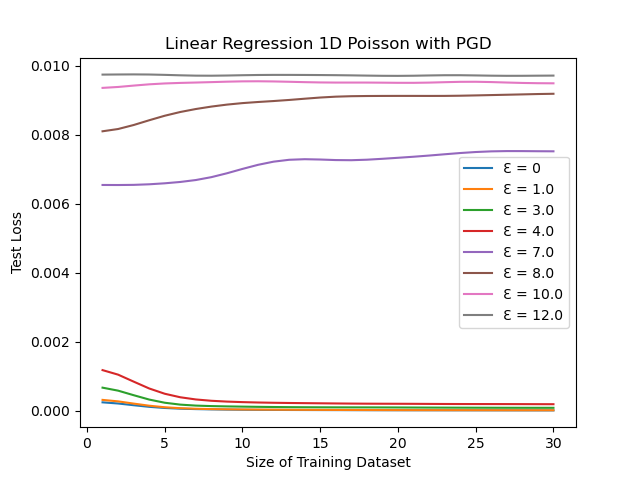 Linear Regression 1D Poisson with PGD
0.010
0.008
0.006
0.004
0.002
0.000
Test Loss
Ɛ = 0
Ɛ = 1.0
Ɛ = 3.0
Ɛ = 4.0
Ɛ = 7.0
Ɛ = 8.0
Ɛ = 10.0
Ɛ = 12.0
0 5 10 15 20 25 30
Size of Training Dataset